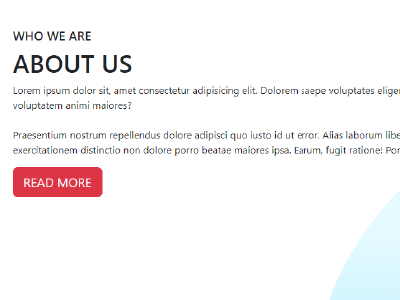 WHO WE ARE
ABOUT US
Lorem ipsum dolor sit, amet consectetur adipisicing elit. Dolorem saepe voluptates eliger
voluptatem animi maiores?
Praesentium nostrum repellendus dolore adipisci quo iusto id ut error. Alias laborum libe
exercitationem distinctio non dolore porro beatae maiores ipsa. Earum, fugit ratione! Por
READ MORE